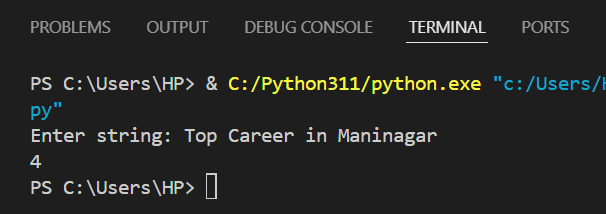 PROBLEMS OUTPUT DEBUG CONSOLE TERMINAL PORTS
PS C:\Users\HP> & C:/Python311/python.exe "c:/Users/
py"
Enter string: Top Career in Maninagar
4
PS C:\Users\HP>